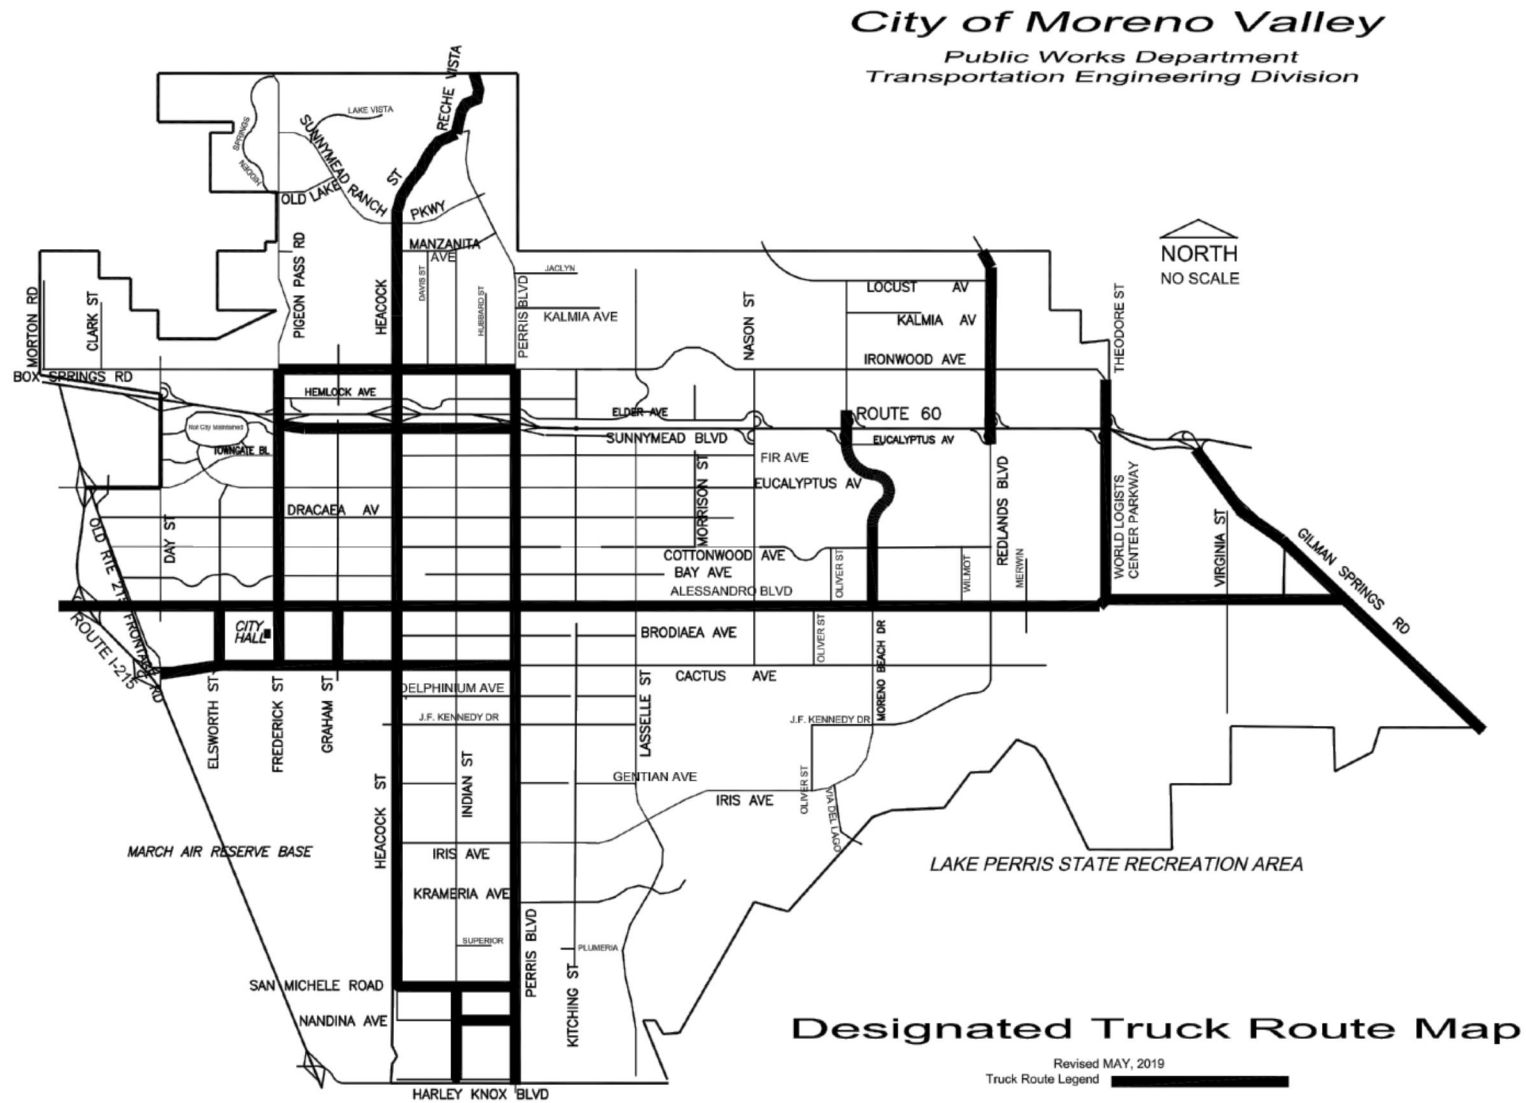 City of Moreno Valley
Public Works Department
Transportation Engineering Division
NORTH
NO SCALE
RECHE VISTA
LAKE VISTA
SPRINGS
HIDDEN
SUNNYMEAD RANCH
PKWY
OLD LAKE
ST
HEACOCK
MANZANITA
AVE
PIGEON PASS RD
DAVIS ST
HUBBARD ST
PERRIS BLVD
JACLYN
KALMIA AVE
NASON ST
LOCUST AV
KALMIA AV
IRONWOOD AVE
THEODORE ST
MORTON RD
CLARK ST
BOX SPRINGS RD
HEMLOCK AVE
ELDER AVE
ROUTE 60
Not City Maintained
SUNNYMEAD BLVD
EUCALYPTUS AV
TOWNGATE BL
FIR AVE
EUCALYPTUS AV
MORRISON ST
REDLANDS BLVD
WORLD LOGISTS
CENTER PARKWAY
DRACAEA AV
DAY ST
OLD RTE 215 FRONTAGE RD
COTTONWOOD AVE
BAY AVE
ALESSANDRO BLVD
OLIVER ST
WILMOT
MERWIN
VIRGINIA ST
GILMAN SPRINGS RD
ROUTE I-215
CITY
HALL
BRODIAEA AVE
OLIVER ST
MORENO BEACH DR
CACTUS AVE
ELSWORTH ST
FREDERICK ST
GRAHAM ST
DELPHINIUM AVE
J.F. KENNEDY DR
LASSELLE ST
J.F. KENNEDY DR
HEACOCK ST
INDIAN ST
GENTIAN AVE
IRIS AVE
OLIVER ST
VIA DEL LAGO
MARCH AIR RESERVE BASE
IRIS AVE
LAKE PERRIS STATE RECREATION AREA
KRAMERIA AVE
SUPERIOR
PLUMERIA
PERRIS BLVD
KITCHING ST
SAN MICHELE ROAD
NANDINA AVE
HARLEY KNOX BLVD
Designated Truck Route Map
Revised MAY, 2019
Truck Route Legend